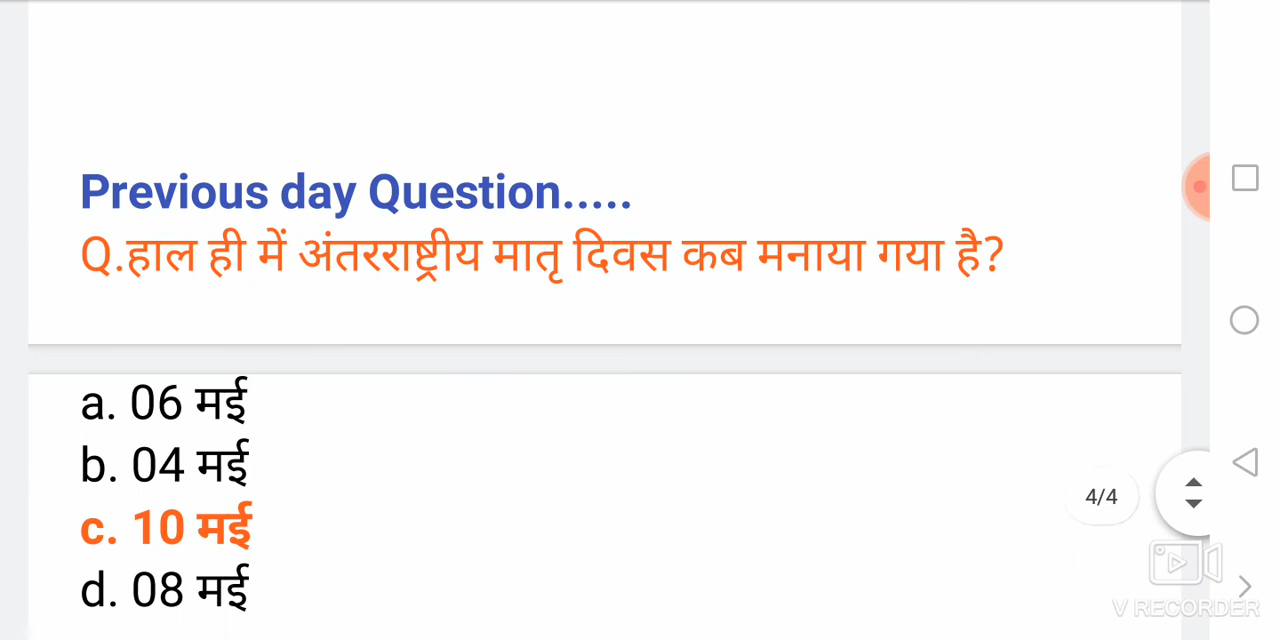 Previous day Question.....
Q.हाल ही में अंतरराष्ट्रीय मातृ दिवस कब मनाया गया है?
a. 06 मई
b. 04 मई
c. 10 मई
d. 08 मई
4/4
V RECORDER